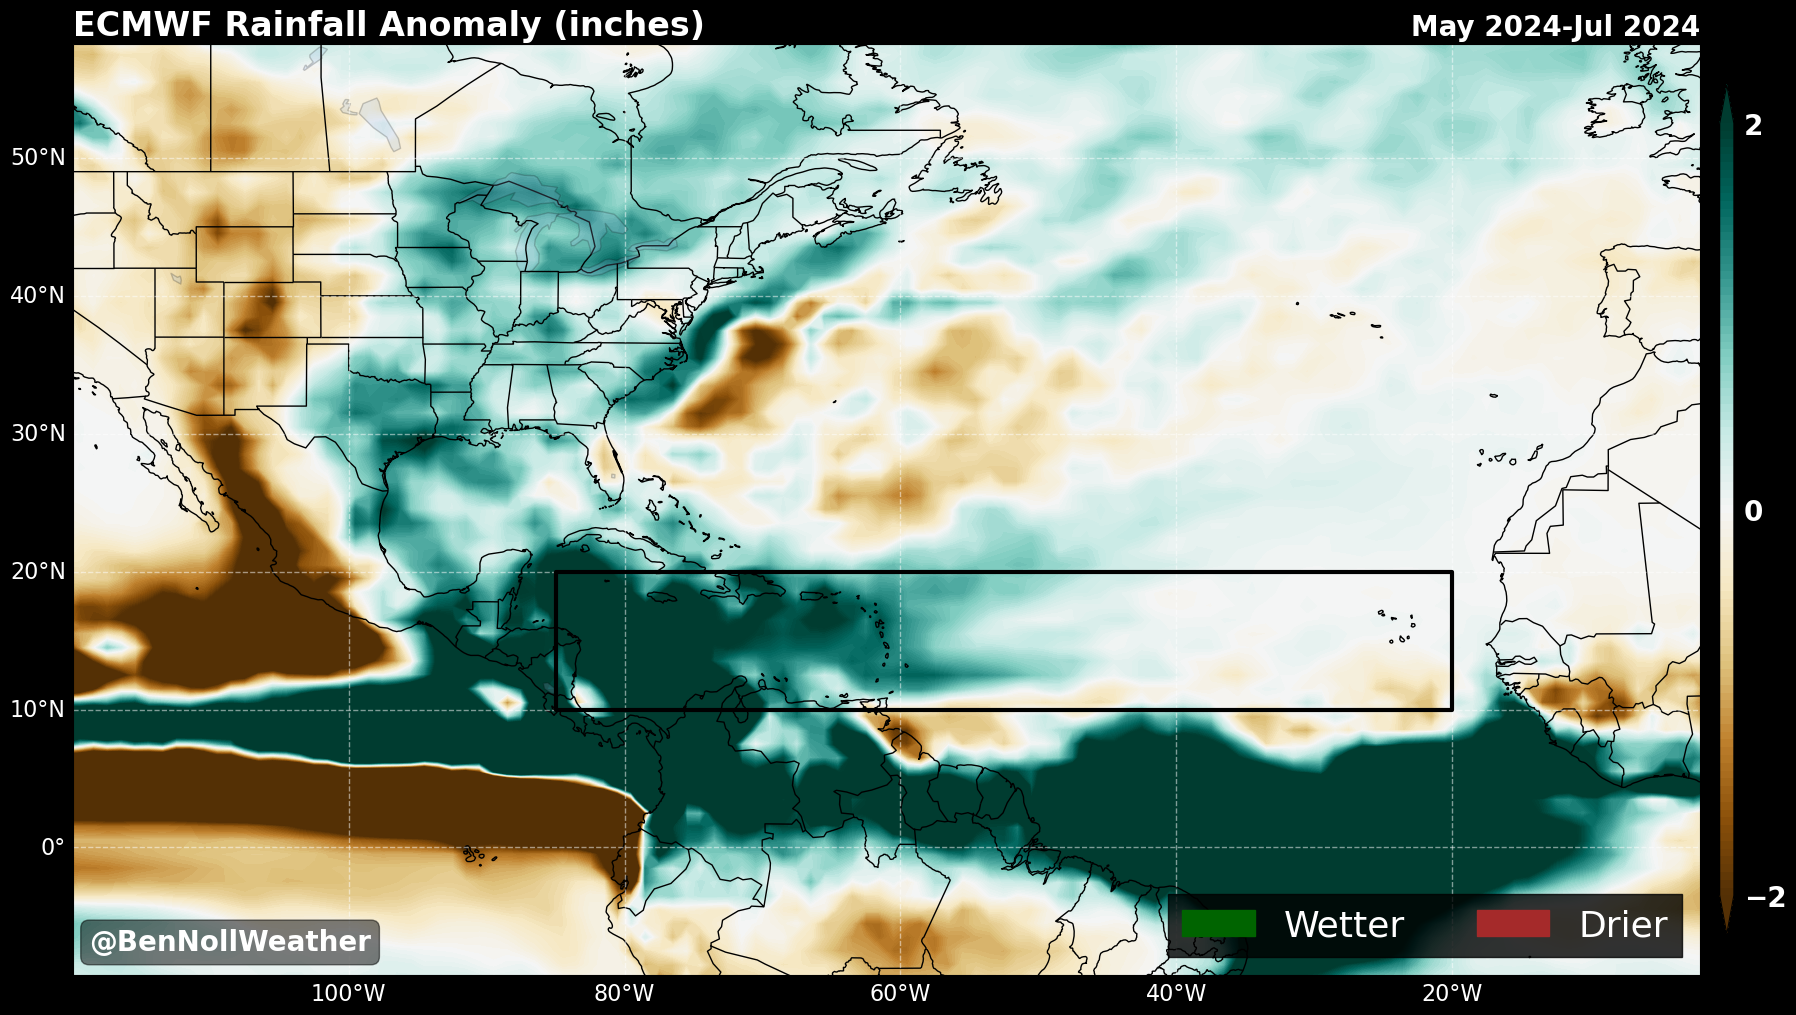 ECMWF Rainfall Anomaly (inches)
May 2024-Jul 2024
50°N
40°N
30°N
20°N
10°N
0°
100°W
80°W
60°W
40°W
20°W
2
0
−2
@BenNollWeather
Wetter
Drier